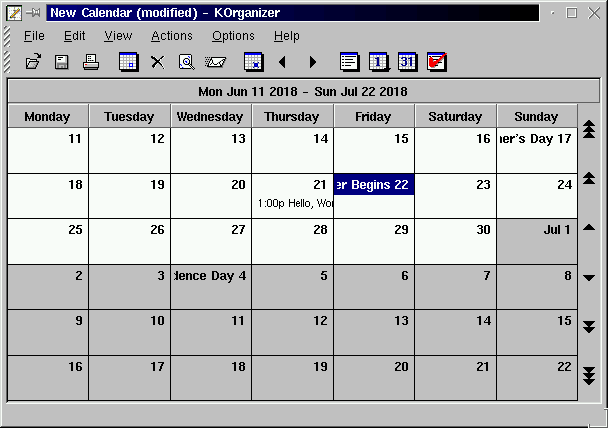 New Calendar (modified) - KOrganizer
File Edit View Actions Options Help
1 31
Mon Jun 11 2018 - Sun Jul 22 2018
Monday Tuesday Wednesday Thursday Friday Saturday Sunday
11 12 13 14 15 16 ner's Day 17
18 19 20 21 er Begins 22 23 24
1:00p Hello, Wor
25 26 27 28 29 30 Jul 1
2 3 dence Day 4 5 6 7 8
9 10 11 12 13 14 15
16 17 18 19 20 21 22